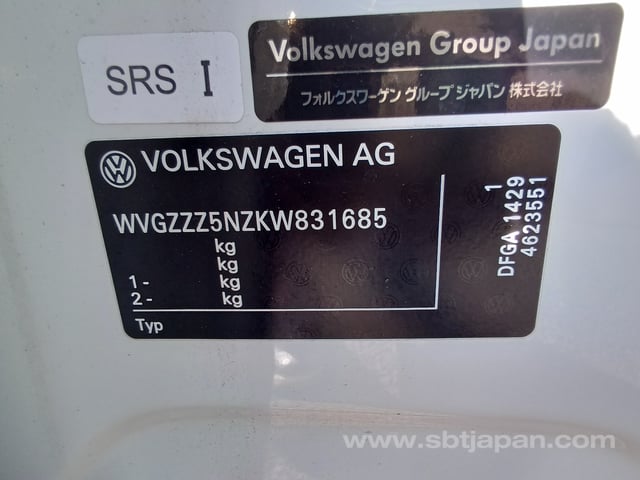 SRS I
Volkswagen Group Japan
フォルクスワーゲン グループ ジャパン 株式会社
VOLKSWAGEN AG
WVGZZZ5NZKW831685
kg
kg
1- kg
2- kg
Typ
1
DFGA 1429
4623551
www.sbtjapan.com